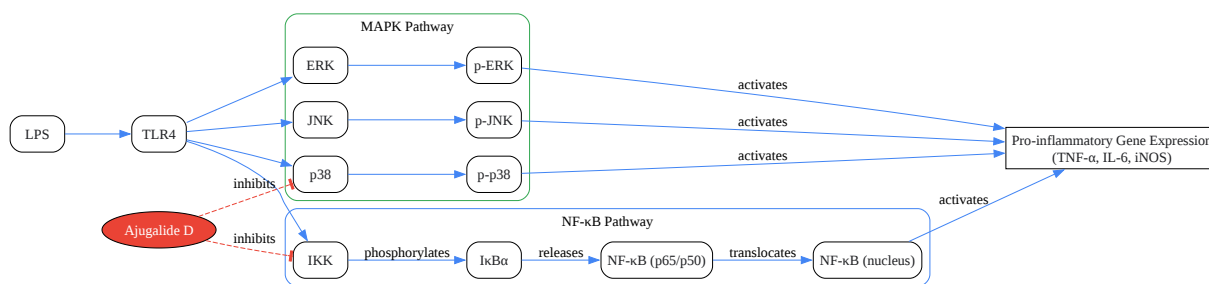 MAPK Pathway
ERK
p-ERK
activates
JNK
p-JNK
activates
LPS
TLR4
Pro-inflammatory Gene Expression
(TNF-α, IL-6, iNOS)
activates
p38
p-p38
inhibits
activates
NF-κB Pathway
Ajugalide D
inhibits
IKK
phosphorylates
IκBα
releases
NF-κB (p65/p50)
translocates
NF-κB (nucleus)